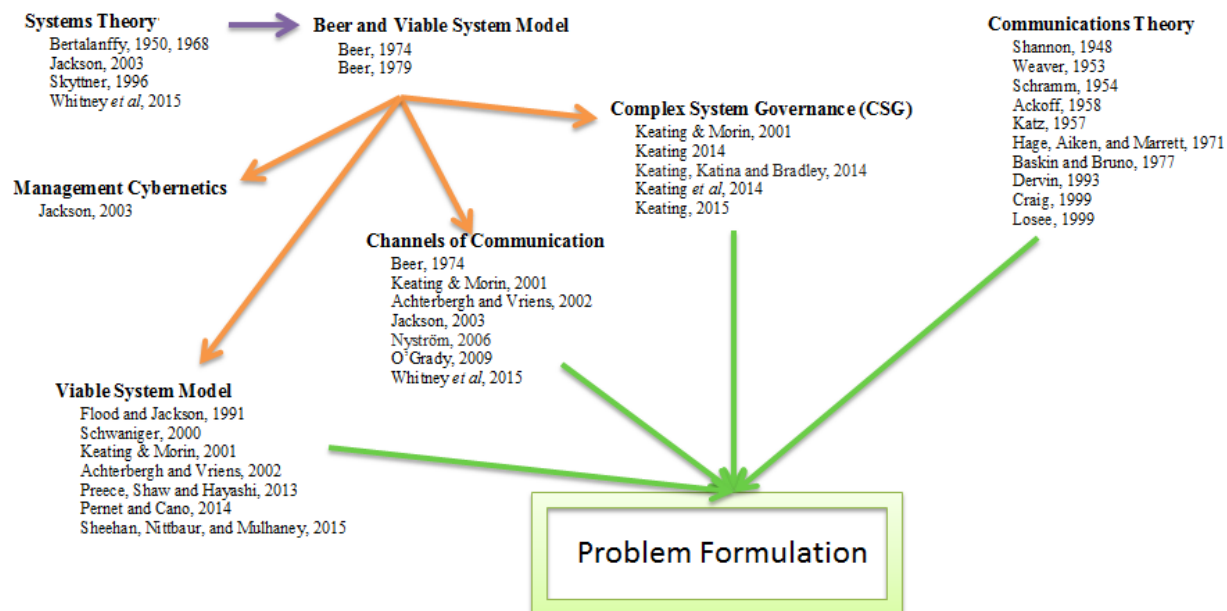 Systems Theory
Bertalanffy, 1950, 1968
Jackson, 2003
Skyttner, 1996
Whitney et al, 2015
Beer and Viable System Model
Beer, 1974
Beer, 1979
Communications Theory
Shannon, 1948
Weaver, 1953
Schramm, 1954
Ackoff, 1958
Katz, 1957
Hage, Aiken, and Marrett, 1971
Baskin and Bruno, 1977
Dervin, 1993
Craig, 1999
Losee, 1999
Complex System Governance (CSG)
Keating & Morin, 2001
Keating 2014
Keating, Katina and Bradley, 2014
Keating et al, 2014
Keating, 2015
Management Cybernetics
Jackson, 2003
Channels of Communication
Beer, 1974
Keating & Morin, 2001
Achterbergh and Vriens, 2002
Jackson, 2003
Nyström, 2006
O'Grady, 2009
Whitney et al, 2015
Viable System Model
Flood and Jackson, 1991
Schwaniger, 2000
Keating & Morin, 2001
Achterbergh and Vriens, 2002
Preece, Shaw and Hayashi, 2013
Pernet and Cano, 2014
Sheehan, Nittbaur, and Mulhaney, 2015
Problem Formulation